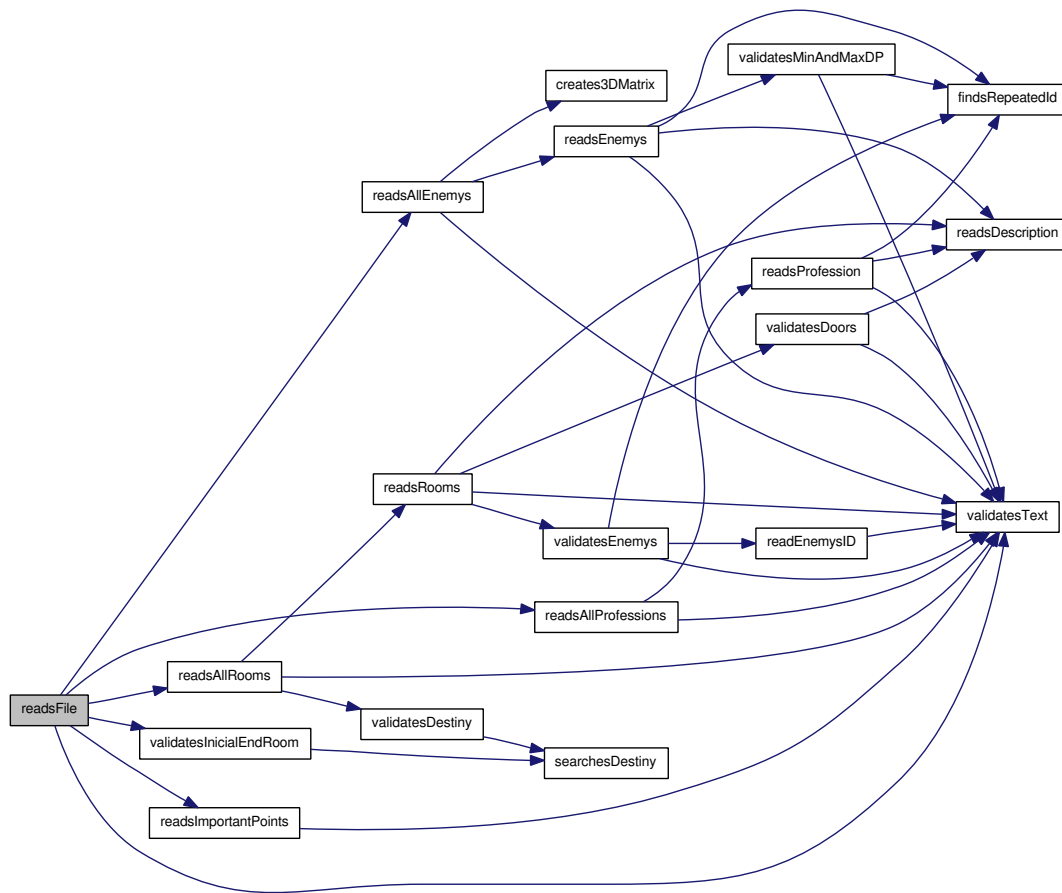 validatesMinAndMaxDP
creates3DMatrix
findsRepeatedId
readsEnemys
readsAllEnemys
readsDescription
readsProfession
validatesDoors
readsRooms
validatesText
validatesEnemys
readEnemysID
readsAllProfessions
readsAllRooms
readsFile
validatesDestiny
validatesInicialEndRoom
searchesDestiny
readsImportantPoints